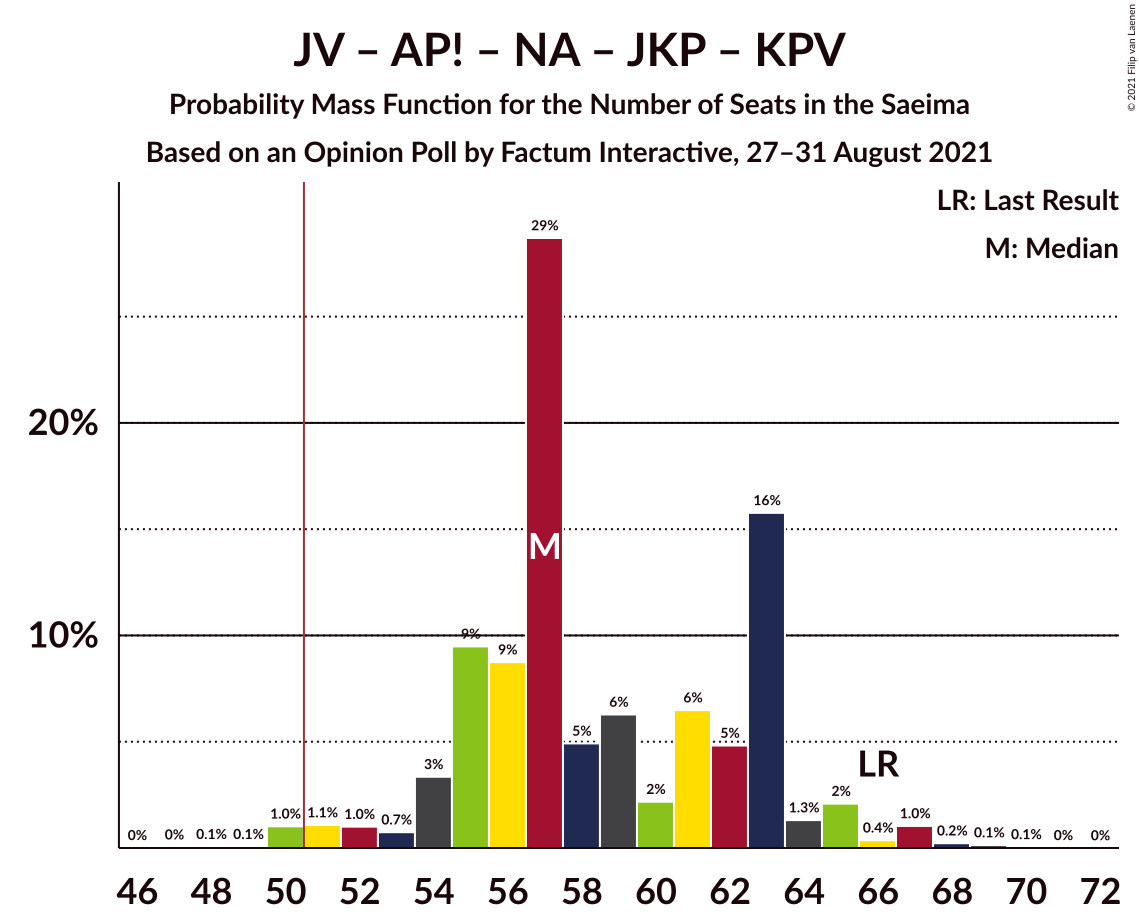 JV – AP! – NA – JKP – KPV
Probability Mass Function for the Number of Seats in the Saeima
Based on an Opinion Poll by Factum Interactive, 27–31 August 2021
© 2021 Filip van Laenen
LR: Last Result
M: Median
20%
10%
0% 0% 0.1% 0.1% 1.0% 1.1% 1.0% 0.7% 3% 9% 9% 29% 5% 6% 2% 6% 5% 16% 1.3% 2% 0.4% 1.0% 0.2% 0.1% 0.1% 0% 0%
M
LR
46 48 50 52 54 56 58 60 62 64 66 68 70 72